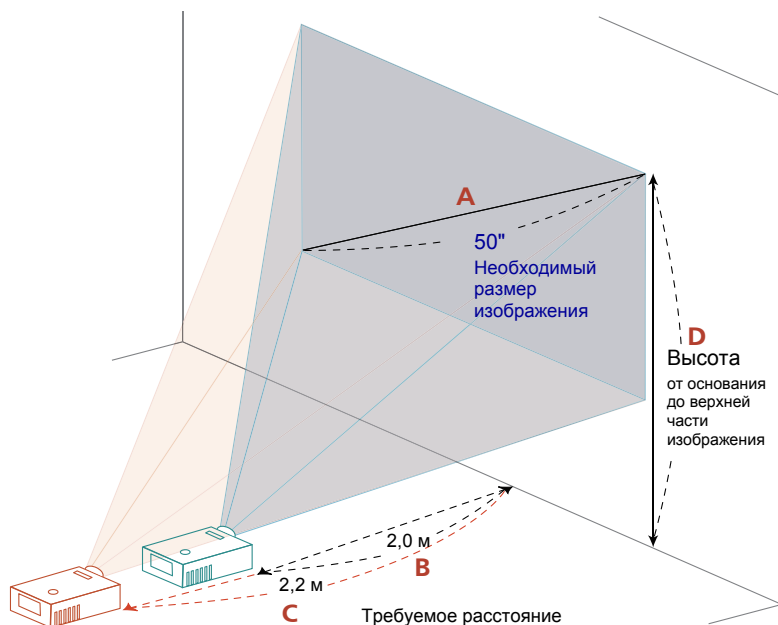 A
50"
Необходимый
размер
изображения
D
Высота
от основания
до верхней
части
изображения
2,0 м
B
2,2 м
C
Требуемое расстояние